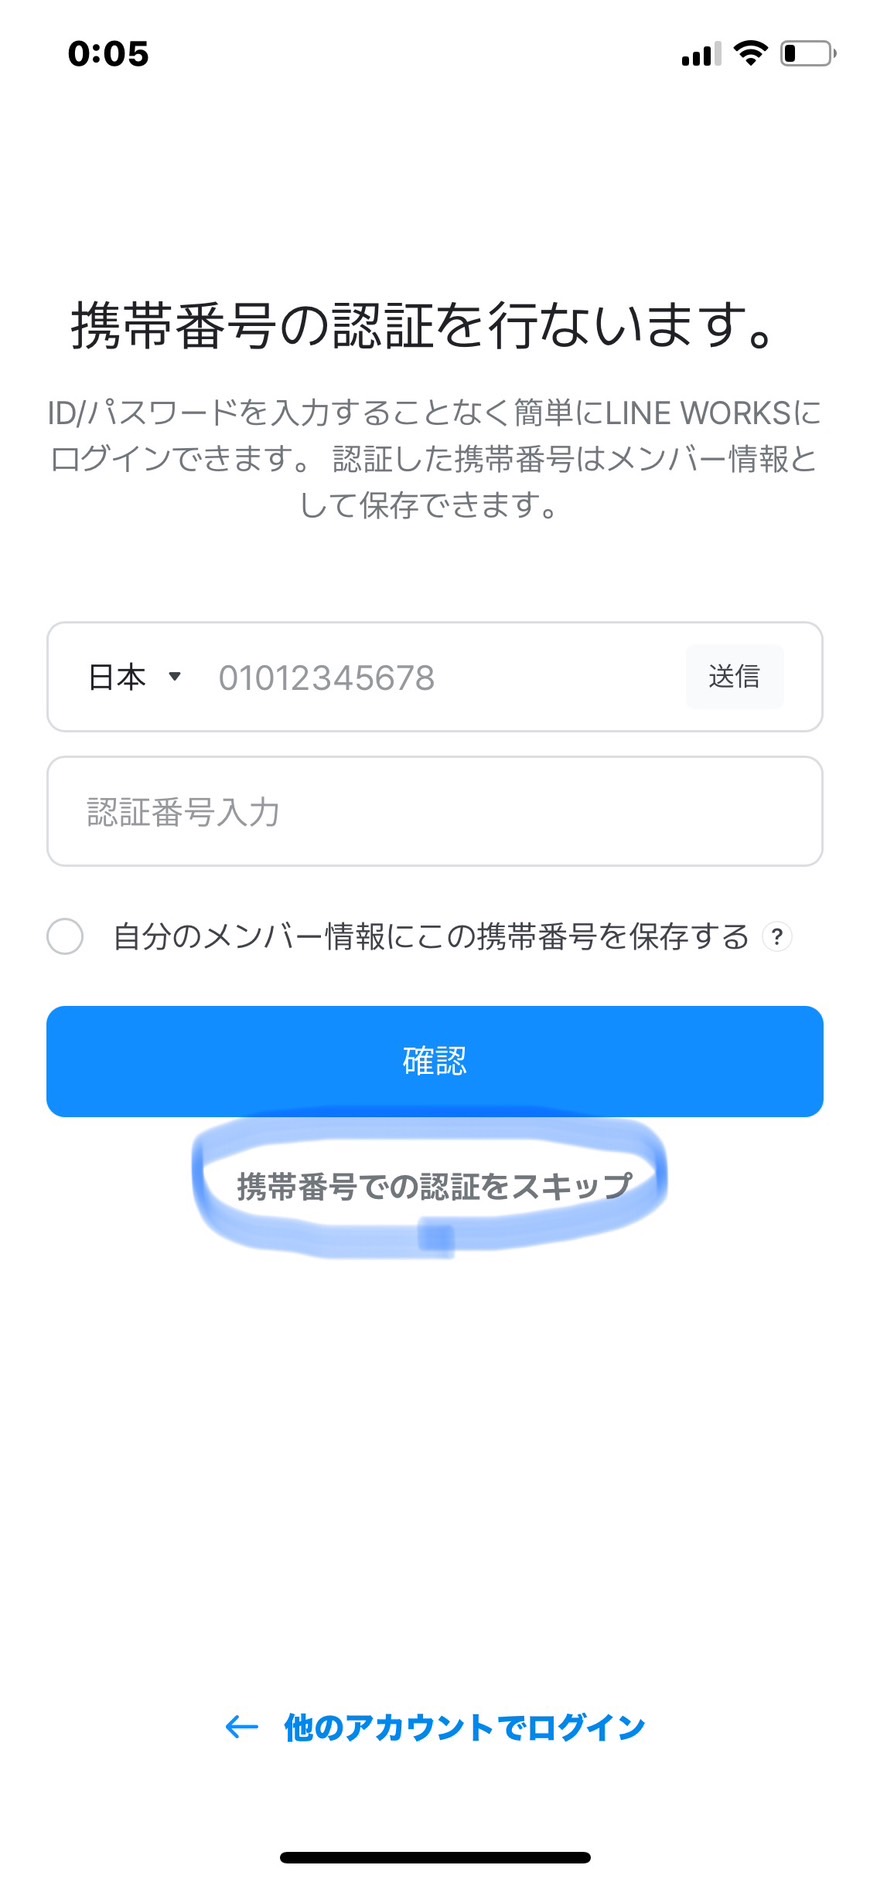 0:05
携帯番号の認証を行ないます。
ID/パスワードを入力することなく簡単にLINE WORKSに
ログインできます。 認証した携帯番号はメンバー情報と
して保存できます。
日本 ▼ 01012345678 送信
認証番号入力
自分のメンバー情報にこの携帯番号を保存する ?
確認
携帯番号での認証をスキップ
← 他のアカウントでログイン